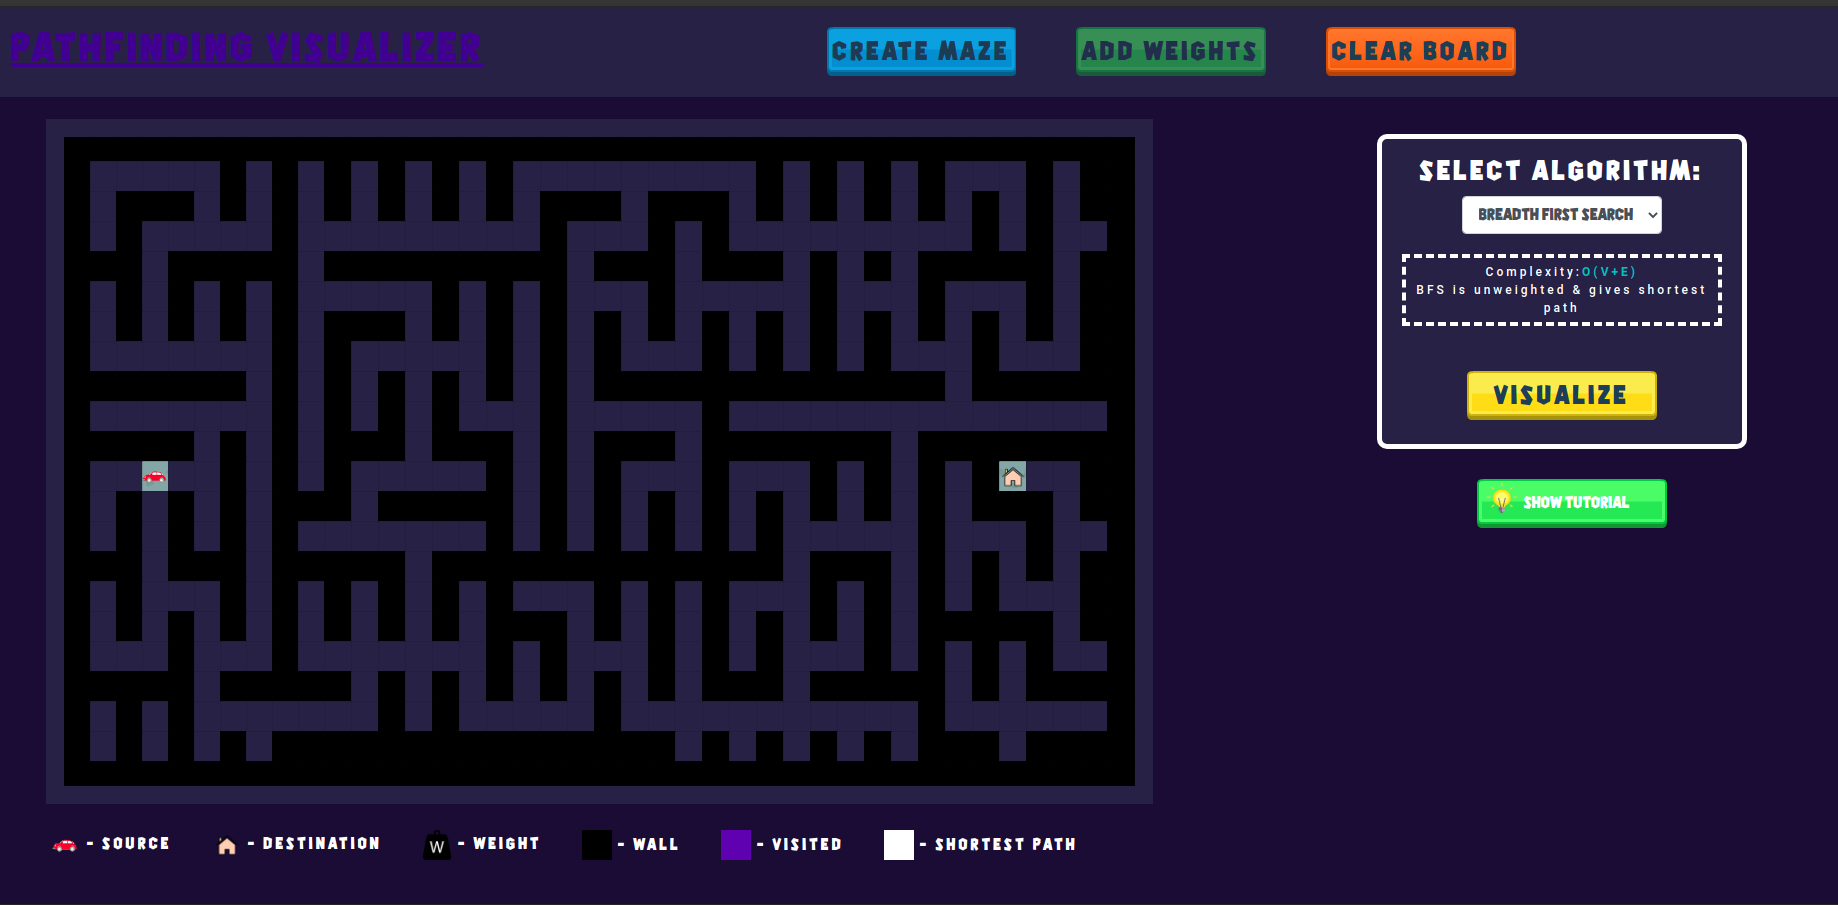 PATHFINDING VISUALIZER
CREATE MAZE
ADD WEIGHTS
CLEAR BOARD
SELECT ALGORITHM:
BREADTH FIRST SEARCH
Complexity:O(V+E)
BFS is unweighted & gives shortest
path
VISUALIZE
SHOW TUTORIAL
- SOURCE
- DESTINATION
W - WEIGHT
- WALL
- VISITED
- SHORTEST PATH